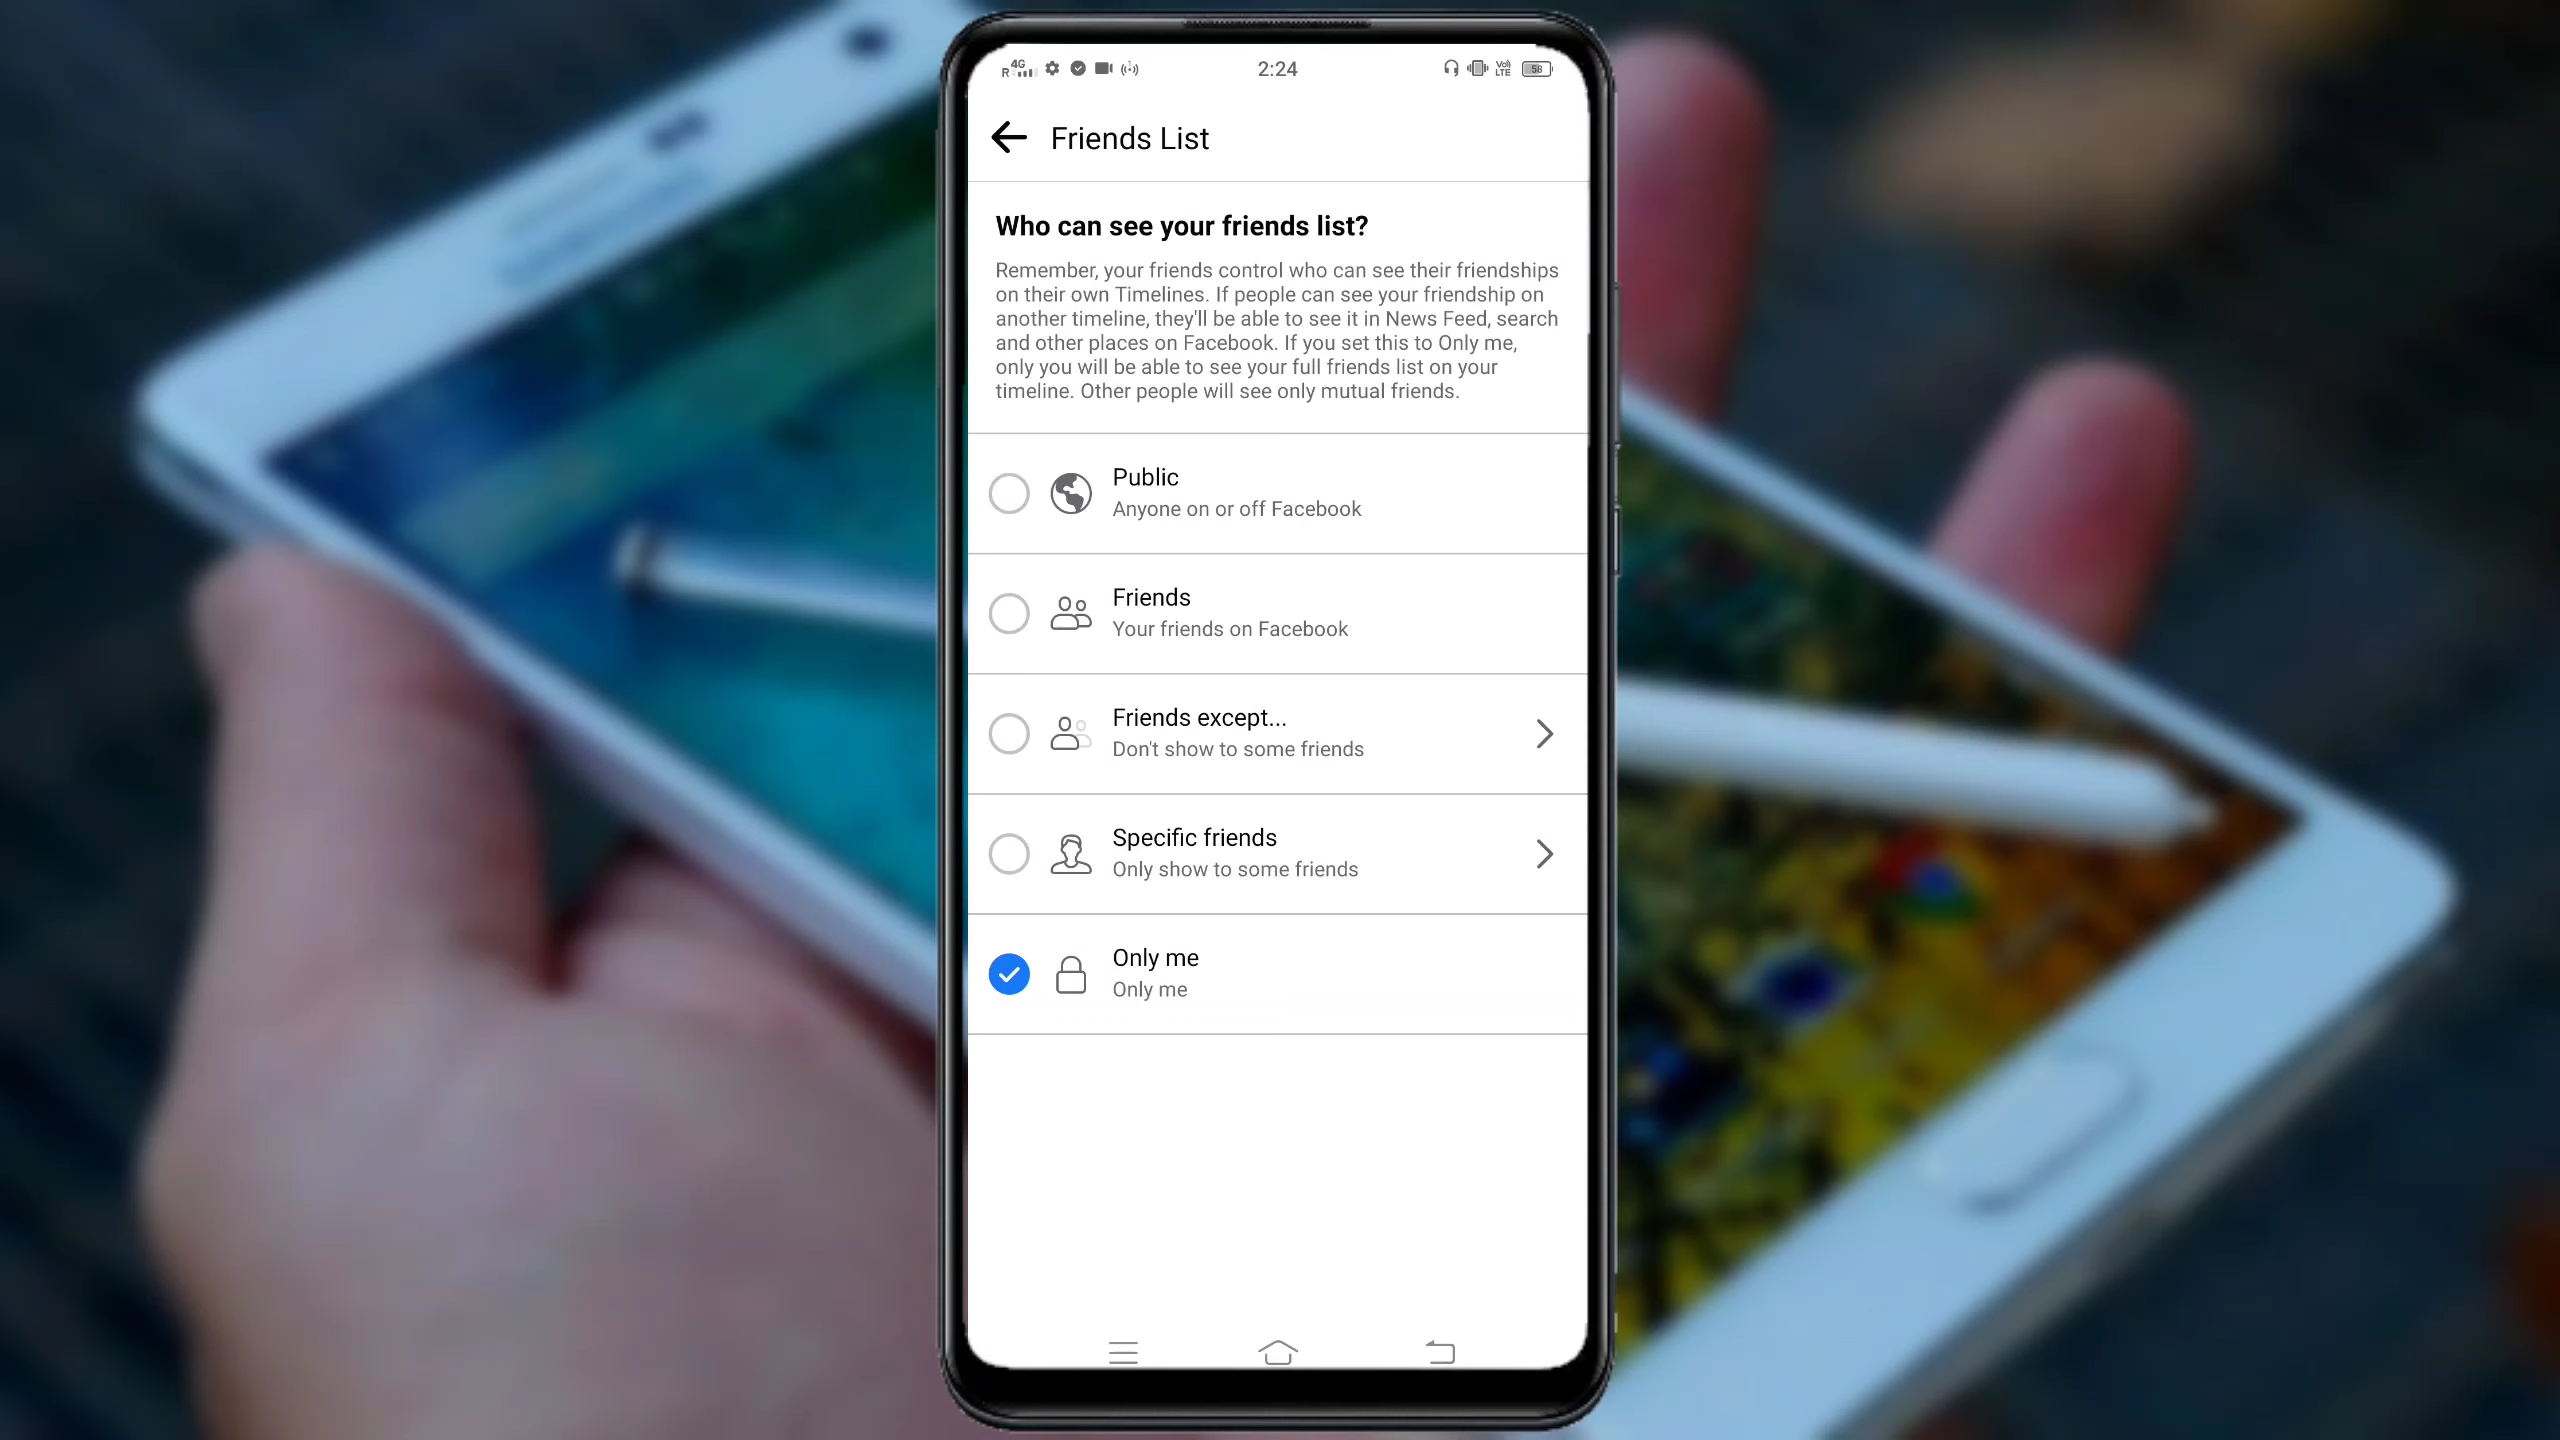 R 4G
2:24
Vo)) LTE
58
Friends List
Who can see your friends list?
Remember, your friends control who can see their friendships
on their own Timelines. If people can see your friendship on
another timeline, they'll be able to see it in News Feed, search
and other places on Facebook. If you set this to Only me,
only you will be able to see your full friends list on your
timeline. Other people will see only mutual friends.
Public
Anyone on or off Facebook
Friends
Your friends on Facebook
Friends except...
Don't show to some friends
Specific friends
Only show to some friends
Only me
Only me